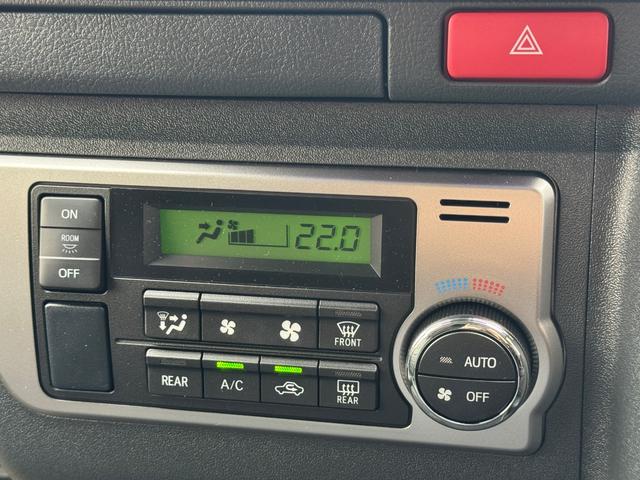 ON
ROOM
OFF
22.0
FRONT
REAR
A/C
REAR
AUTO
OFF